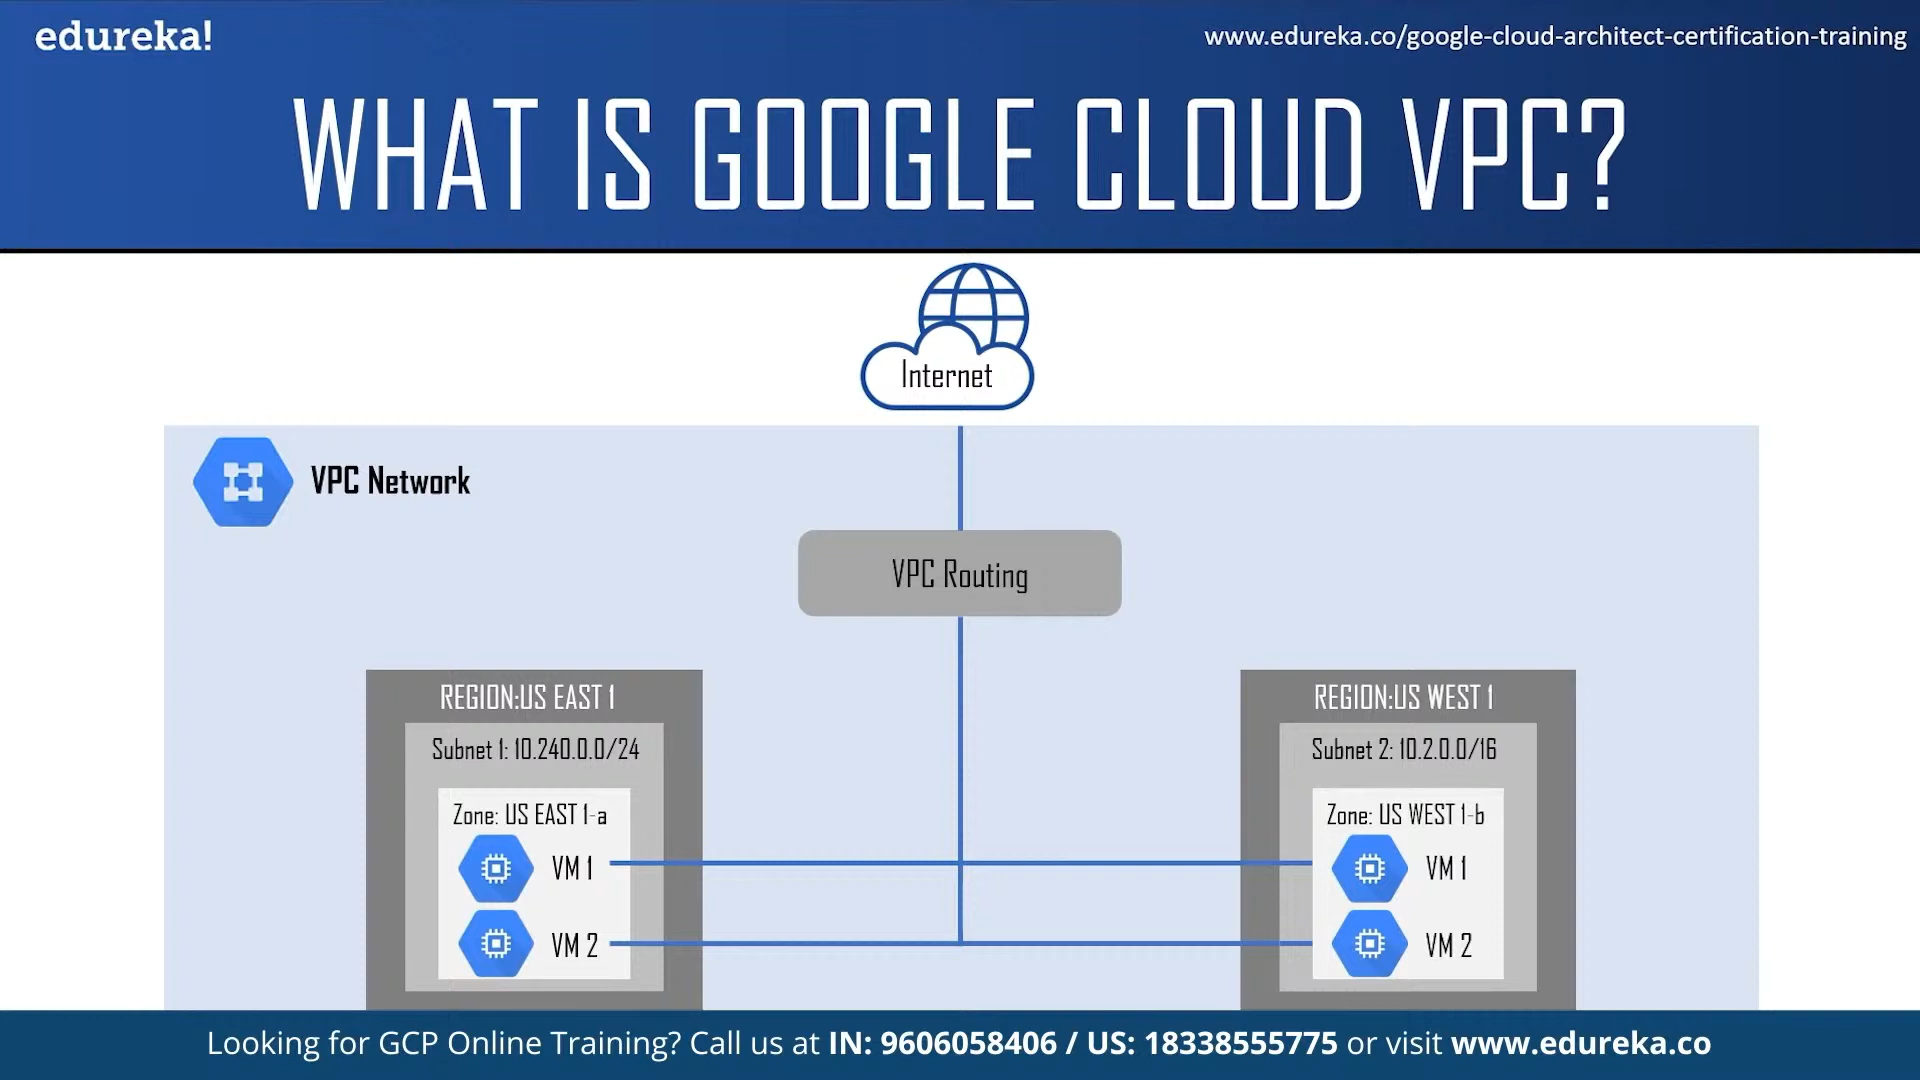 edureka!
www.edureka.co/google-cloud-architect-certification-training
WHAT IS GOOGLE CLOUD VPC?
Internet
VPC Network
VPC Routing
REGION:US EAST 1
Subnet 1: 10.240.0.0/24
Zone: US EAST 1-a
VM 1
VM 2
REGION:US WEST 1
Subnet 2: 10.2.0.0/16
Zone: US WEST 1-b
VM 1
VM 2
Looking for GCP Online Training? Call us at IN: 9606058406 / US: 18338555775 or visit www.edureka.co